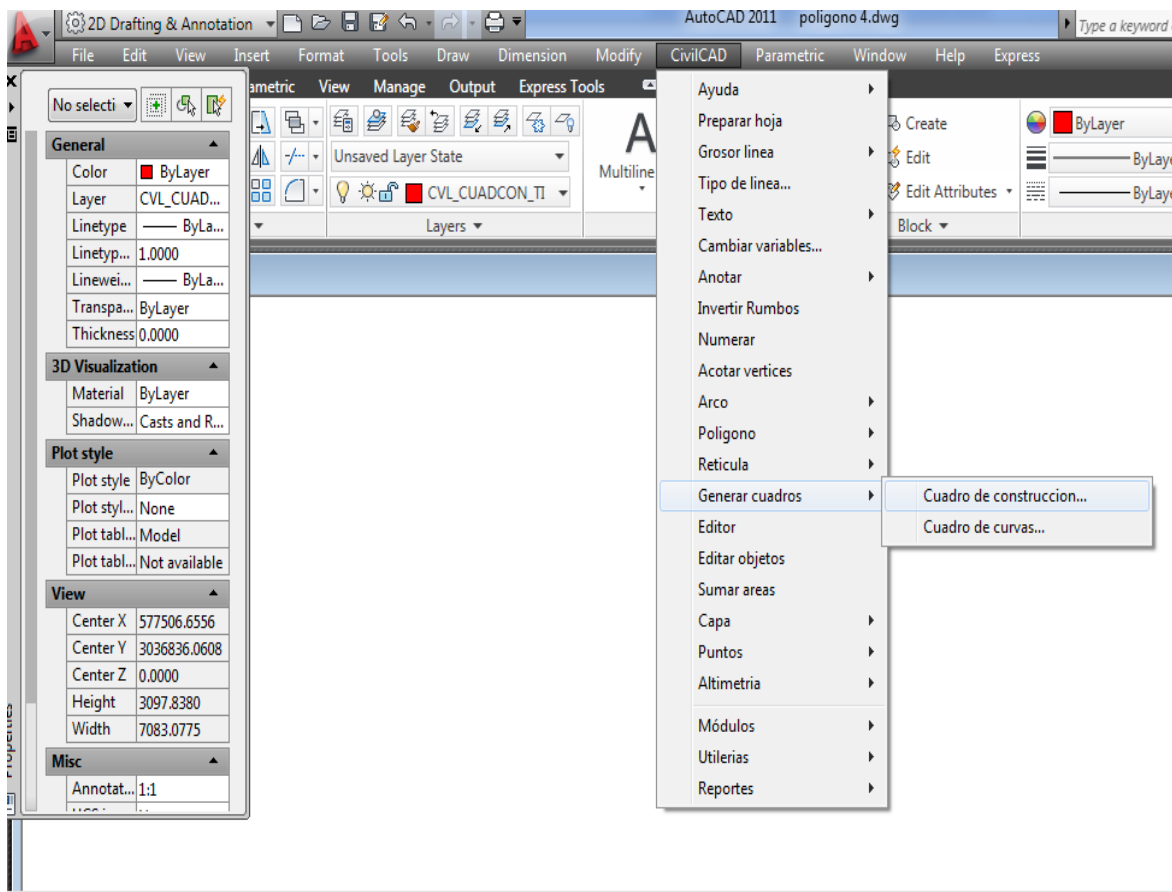 2D Drafting & Annotation
AutoCAD 2011 poligono 4.dwg
Type a keyword
File Edit View Insert Format Tools Draw Dimension Modify CivilCAD Parametric Window Help Express
ametric View Manage Output Express Tools
No selecti
General
Color ByLayer
Layer CVL_CUAD...
Linetype ByLa...
Linetyp... 1.0000
Linewei... ByLa...
Transpa... ByLayer
Thickness 0.0000
3D Visualization
Material ByLayer
Shadow... Casts and R...
Plot style
Plot style ByColor
Plot styl... None
Plot tabl... Model
Plot tabl... Not available
View
Center X 577506.6556
Center Y 3036836.0608
Center Z 0.0000
Height 3097.8380
Width 7083.0775
Misc
Annotat... 1:1
Properties
Unsaved Layer State
CVL_CUADCON_TI
Layers
A
Multiline
Create
Edit
Edit Attributes
Block
ByLayer
ByLaye
ByLaye
Ayuda
Preparar hoja
Grosor linea
Tipo de linea...
Texto
Cambiar variables...
Anotar
Invertir Rumbos
Numerar
Acotar vertices
Arco
Poligono
Reticula
Generar cuadros
Editor
Editar objetos
Sumar areas
Capa
Puntos
Altimetria
Módulos
Utilerias
Reportes
Cuadro de construccion...
Cuadro de curvas...